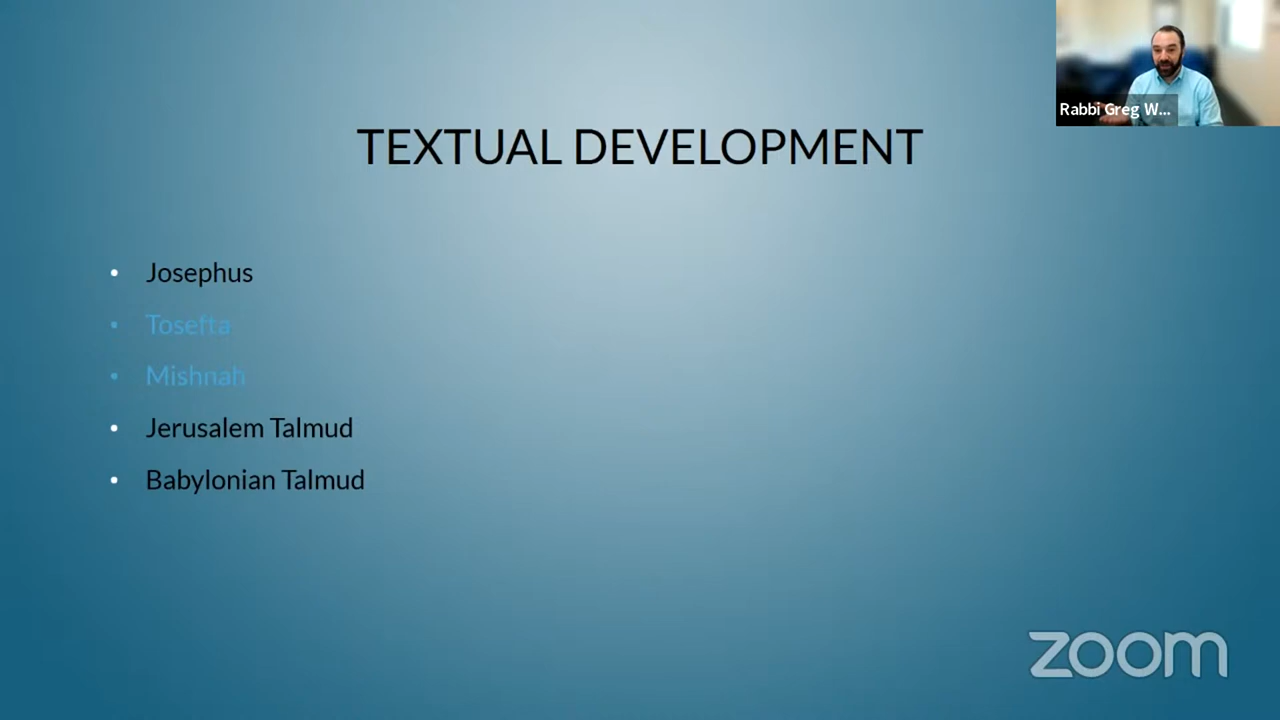 Rabbi Greg W...
TEXTUAL DEVELOPMENT
• Josephus
• Tosefta
• Mishnah
• Jerusalem Talmud
• Babylonian Talmud
zoom